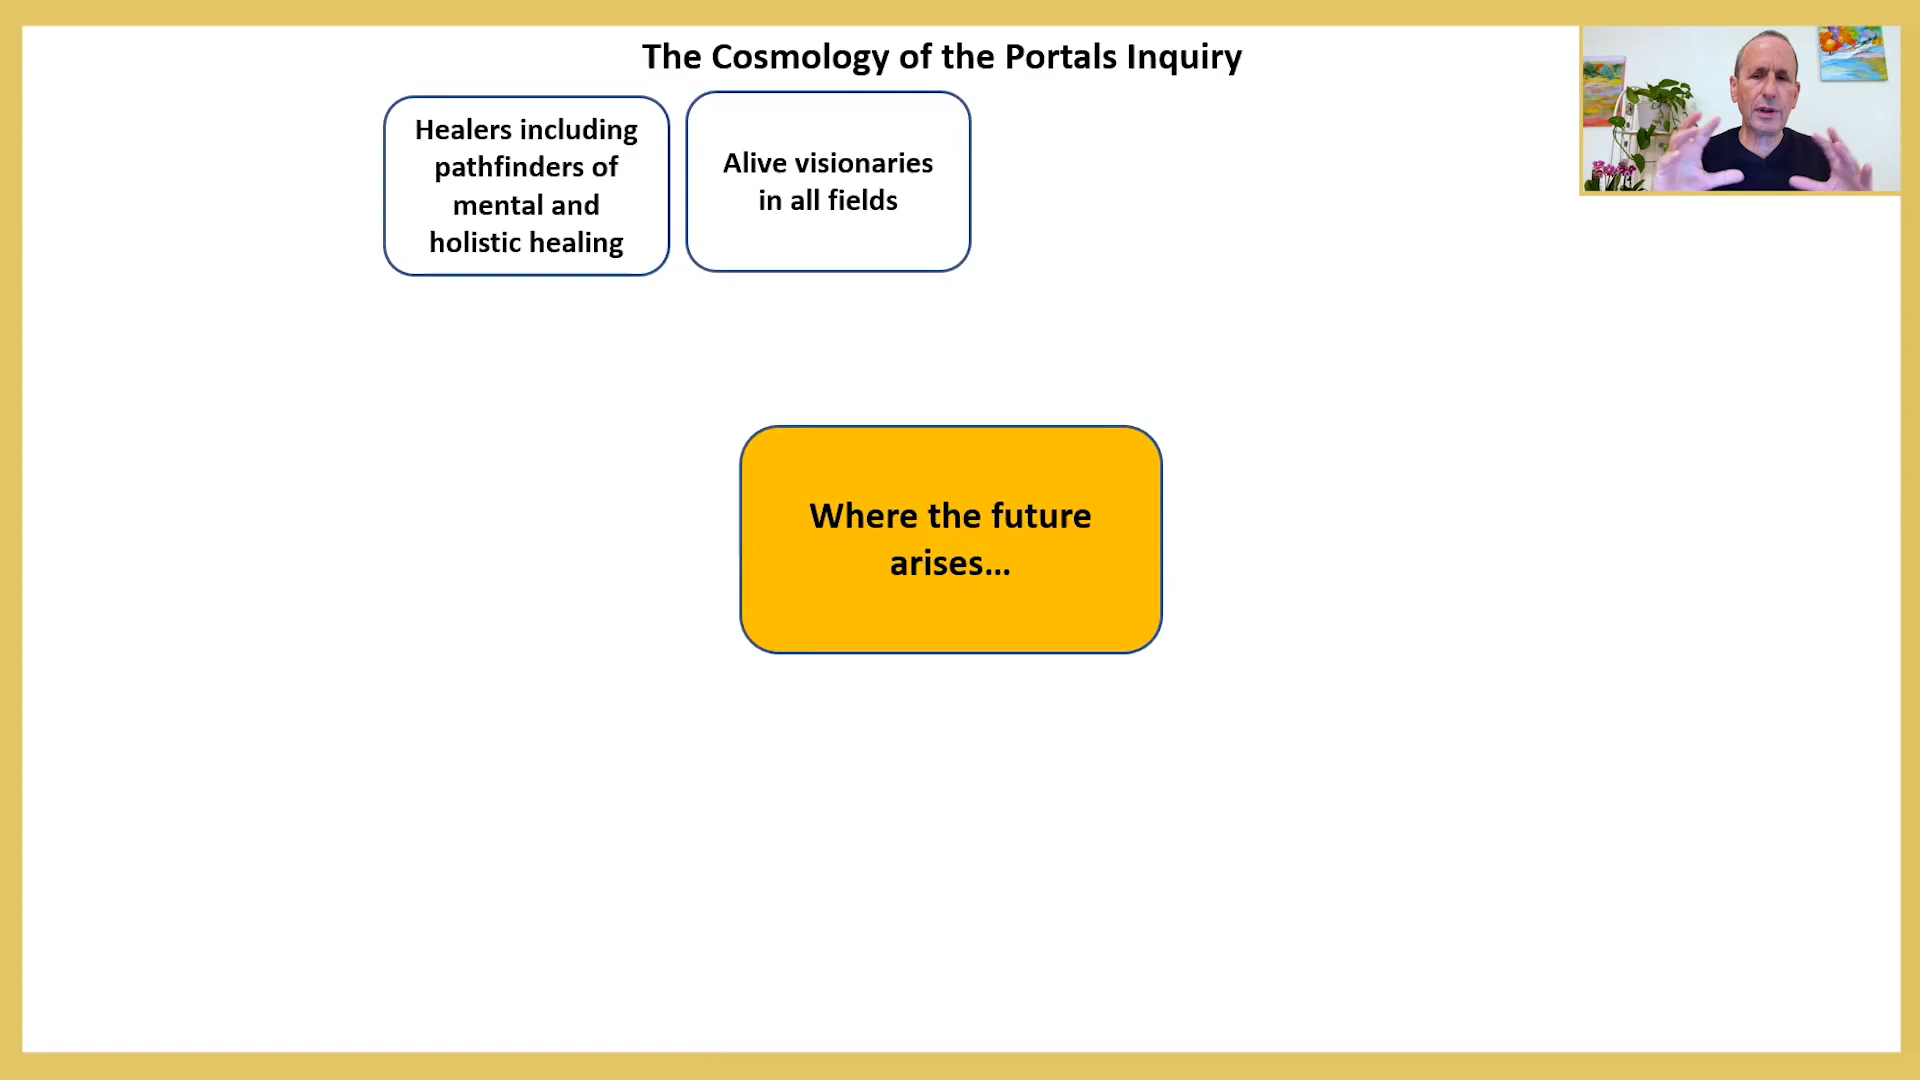 The Cosmology of the Portals Inquiry
Healers including
pathfinders of
mental and
holistic healing
Alive visionaries
in all fields
Where the future
arises...